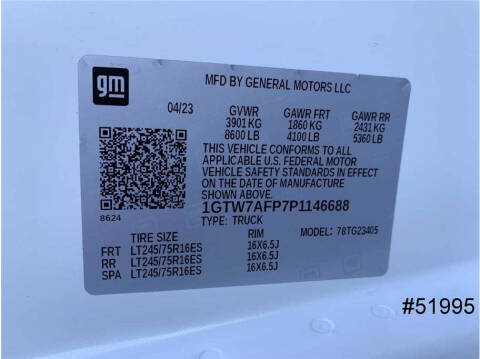 gm
MFD BY GENERAL MOTORS LLC
04/23 GVWR GAWR FRT GAWR RR
3901 KG 1860 KG 2431 KG
8600 LB 4100 LB 5360 LB
THIS VEHICLE CONFORMS TO ALL
APPLICABLE U.S. FEDERAL MOTOR
VEHICLE SAFETY STANDARDS IN EFFECT
ON THE DATE OF MANUFACTURE
SHOWN ABOVE.
8624
1GTW7AFP7P1146688
TYPE: TRUCK MODEL: 78TG23405
TIRE SIZE RIM
FRT LT245/75R16ES 16X6.5J
RR LT245/75R16ES 16X6.5J
SPA LT245/75R16ES 16X6.5J
#51995